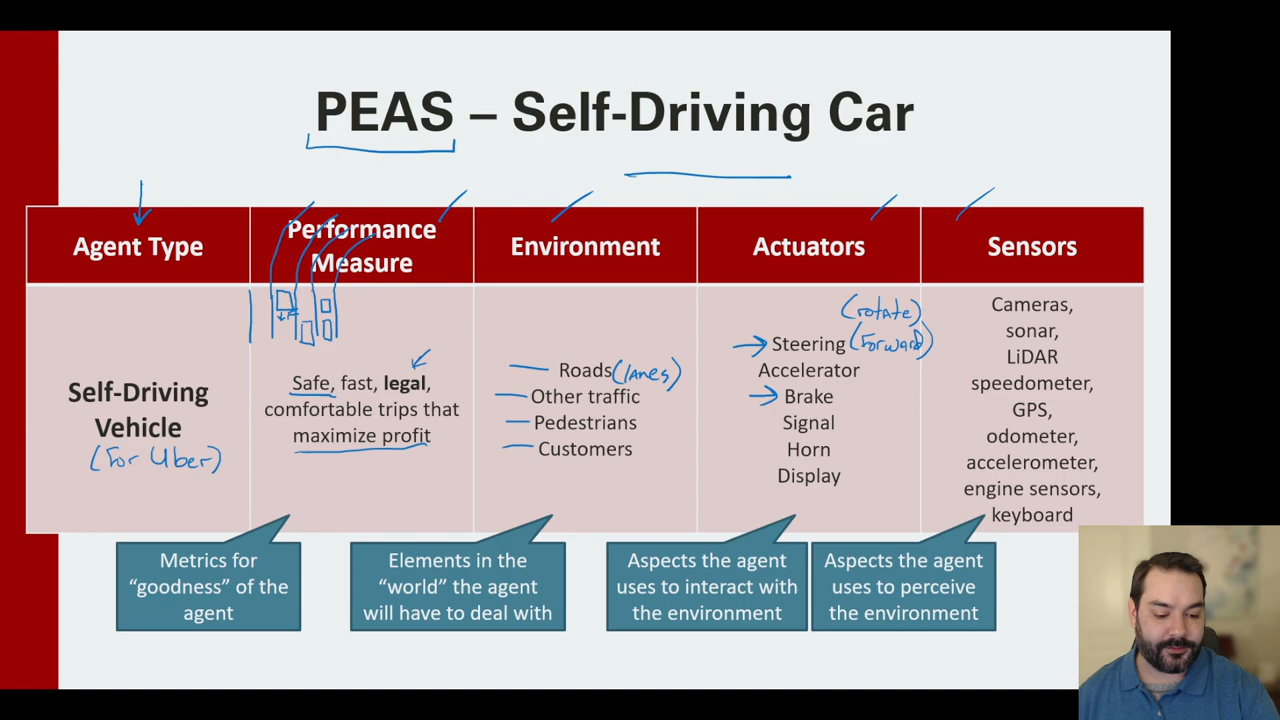 PEAS – Self-Driving Car
Agent Type
Performance
Measure
Environment
Actuators
Sensors
Self-Driving
Vehicle
(For Uber)
Safe, fast, legal,
comfortable trips that
maximize profit
Roads (lanes)
Other traffic
Pedestrians
Customers
(rotate)
Steering (Forward)
Accelerator
Brake
Signal
Horn
Display
Cameras,
sonar,
LiDAR
speedometer,
GPS,
odometer,
accelerometer,
engine sensors,
keyboard
Metrics for
“goodness” of the
agent
Elements in the
“world” the agent
will have to deal with
Aspects the agent
uses to interact with
the environment
Aspects the agent
uses to perceive
the environment